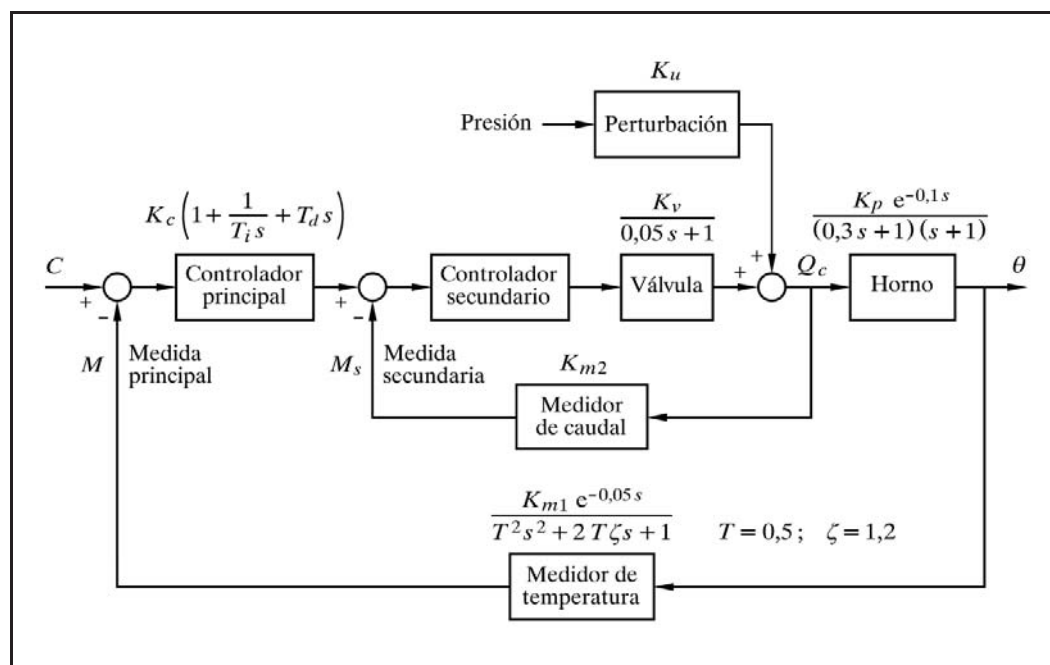 K_u
Presión
Perturbación
K_c (1 + 1/(T_i s) + T_d s)
K_v
0,05 s + 1
K_p e^{-0,1 s}
(0,3 s + 1) (s + 1)
C
+
-
Controlador
principal
+
-
Controlador
secundario
Válvula
+
+
Q_c
Horno
θ
M
Medida
principal
M_s
Medida
secundaria
K_{m2}
Medidor
de caudal
K_{m1} e^{-0,05 s}
T^2 s^2 + 2 T ζ s + 1
T = 0,5 ; ζ = 1,2
Medidor de
temperatura